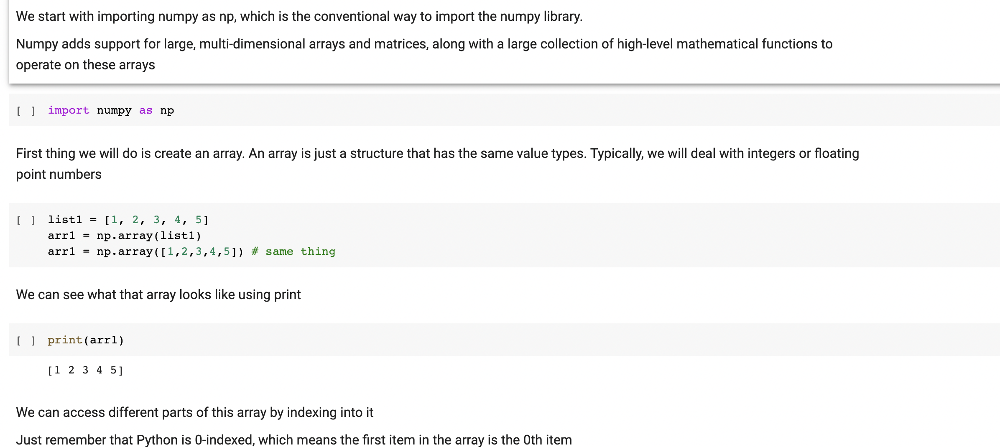 We start with importing numpy as np, which is the conventional way to import the numpy library.
Numpy adds support for large, multi-dimensional arrays and matrices, along with a large collection of high-level mathematical functions to
operate on these arrays
[ ] import numpy as np
First thing we will do is create an array. An array is just a structure that has the same value types. Typically, we will deal with integers or floating
point numbers
[ ] list1 = [1, 2, 3, 4, 5]
arr1 = np.array(list1)
arr1 = np.array([1,2,3,4,5]) # same thing
We can see what that array looks like using print
[ ] print(arr1)
[1 2 3 4 5]
We can access different parts of this array by indexing into it
Just remember that Python is 0-indexed, which means the first item in the array is the 0th item